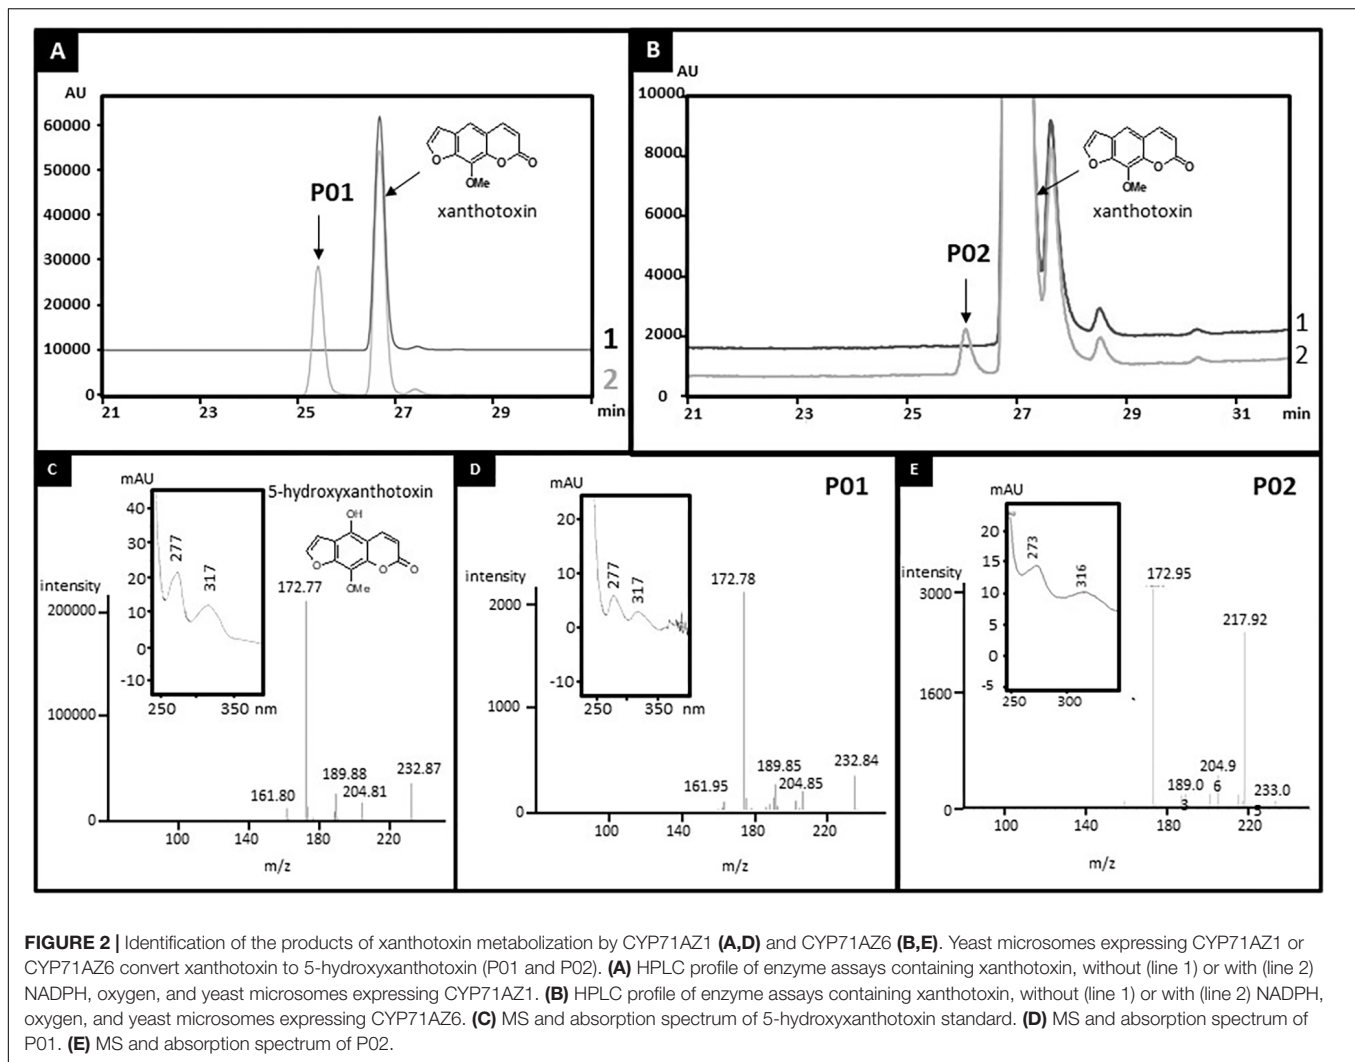 A
AU
60000
50000
40000
30000
20000
10000
0
21
23
25
27
29
min
P01
O
O
O
OMe
xanthotoxin
1
2
B
AU
10000
8000
6000
4000
2000
0
21
23
25
27
29
31
min
P02
O
O
O
OMe
xanthotoxin
1
2
C
mAU
40
30
20
10
0
-10
277
317
250
350 nm
5-hydroxyxanthotoxin
OH
O
O
O
OMe
intensity
200000
100000
0
172.77
161.80
189.88
204.81
232.87
100
140
180
220
m/z
D
mAU
20
10
0
-10
277
317
250
350 nm
P01
intensity
2000
1000
0
172.78
161.95
189.85
204.85
232.84
100
140
180
220
m/z
E
mAU
20
15
10
5
0
-5
273
316
250
300
P02
intensity
3000
1600
0
172.95
217.92
189.0
3
204.9
6
233.0
5
100
140
180
220
m/z
FIGURE 2 | Identification of the products of xanthotoxin metabolization by CYP71AZ1 (A,D) and CYP71AZ6 (B,E). Yeast microsomes expressing CYP71AZ1 or
CYP71AZ6 convert xanthotoxin to 5-hydroxyxanthotoxin (P01 and P02). (A) HPLC profile of enzyme assays containing xanthotoxin, without (line 1) or with (line 2)
NADPH, oxygen, and yeast microsomes expressing CYP71AZ1. (B) HPLC profile of enzyme assays containing xanthotoxin, without (line 1) or with (line 2) NADPH,
oxygen, and yeast microsomes expressing CYP71AZ6. (C) MS and absorption spectrum of 5-hydroxyxanthotoxin standard. (D) MS and absorption spectrum of
P01. (E) MS and absorption spectrum of P02.